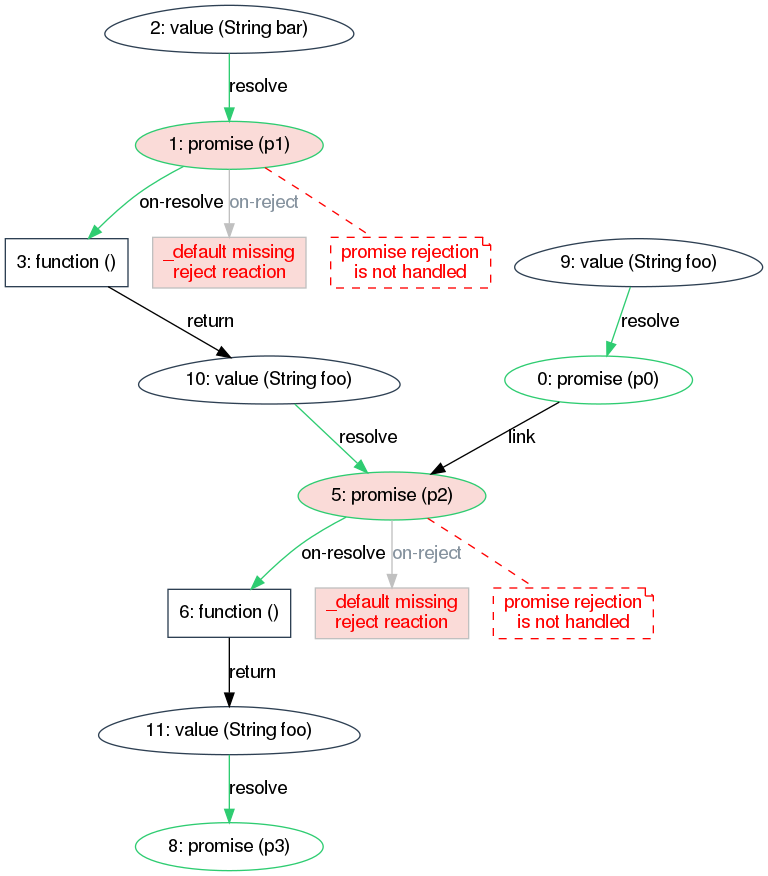 2: value (String bar)
resolve
1: promise (p1)
on-resolve
on-reject
3: function ()
_default missing
reject reaction
promise rejection
is not handled
9: value (String foo)
return
resolve
10: value (String foo)
0: promise (p0)
resolve
link
5: promise (p2)
on-resolve
on-reject
6: function ()
_default missing
reject reaction
promise rejection
is not handled
return
11: value (String foo)
resolve
8: promise (p3)